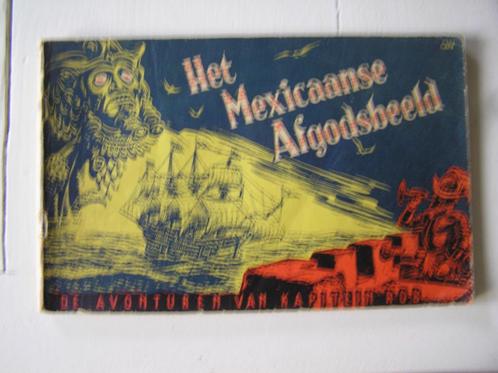 Het
Mexicaanse
Afgodsbeeld
DE AVONTUREN VAN KAPITEIN ROB